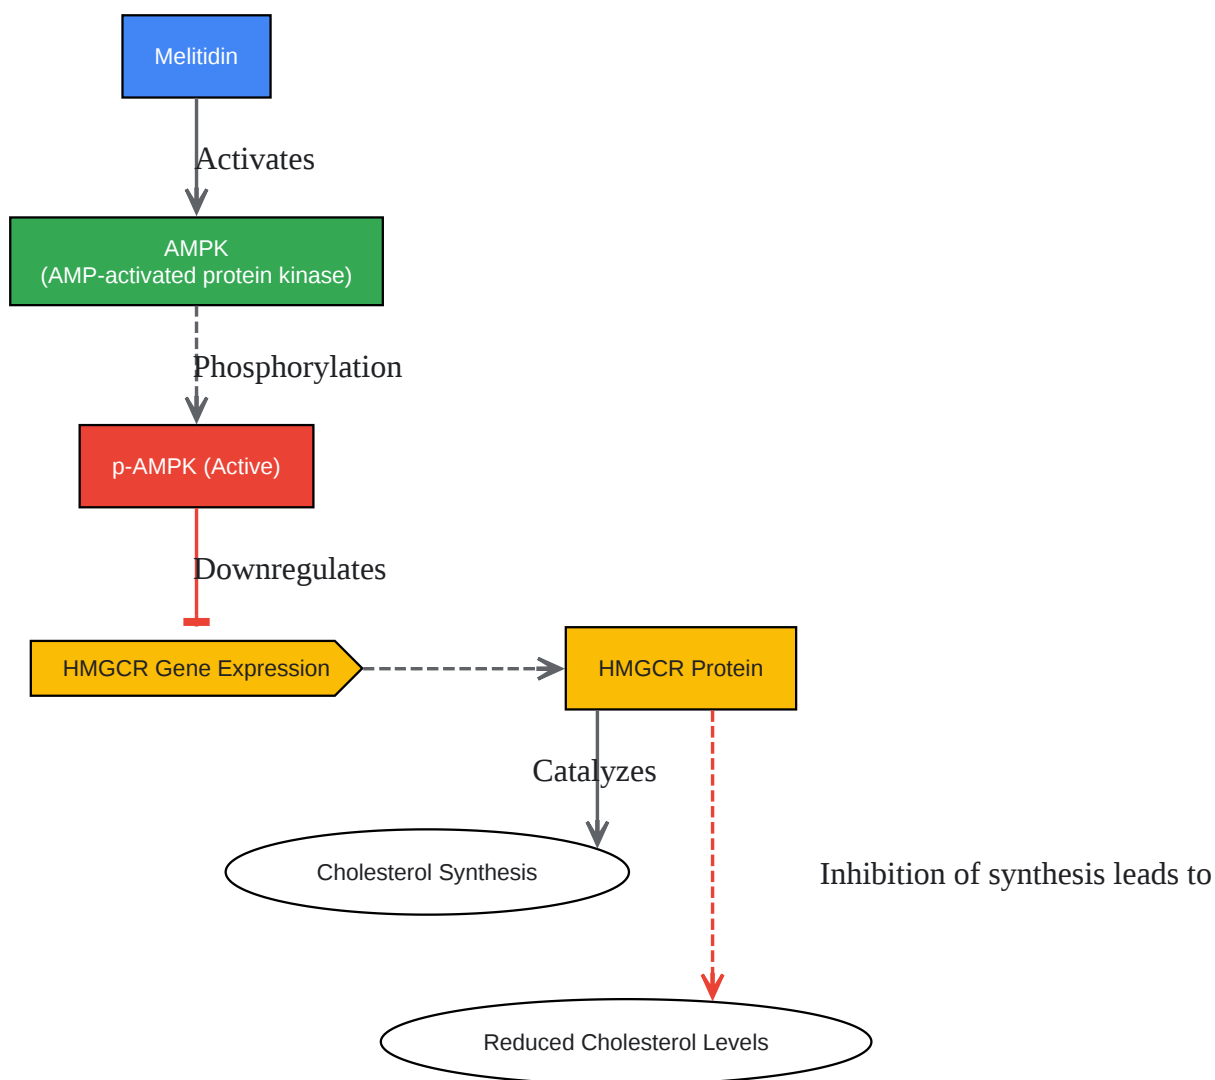 Melitidin
Activates
AMPK
(AMP-activated protein kinase)
Phosphorylation
p-AMPK (Active)
Downregulates
HMGCR Gene Expression
HMGCR Protein
Catalyzes
Cholesterol Synthesis
Inhibition of synthesis leads to
Reduced Cholesterol Levels